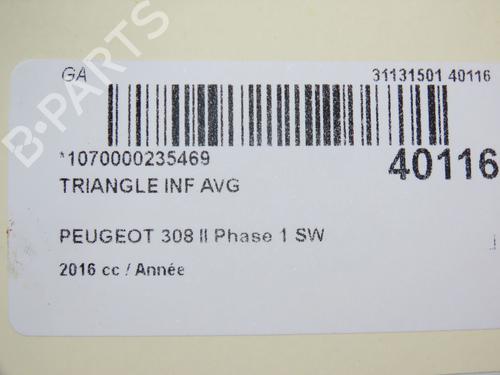 GA
31131501 40116
*1070000235469
40116
TRIANGLE INF AVG
PEUGEOT 308 II Phase 1 SW
2016 cc / Année
B-PARTS